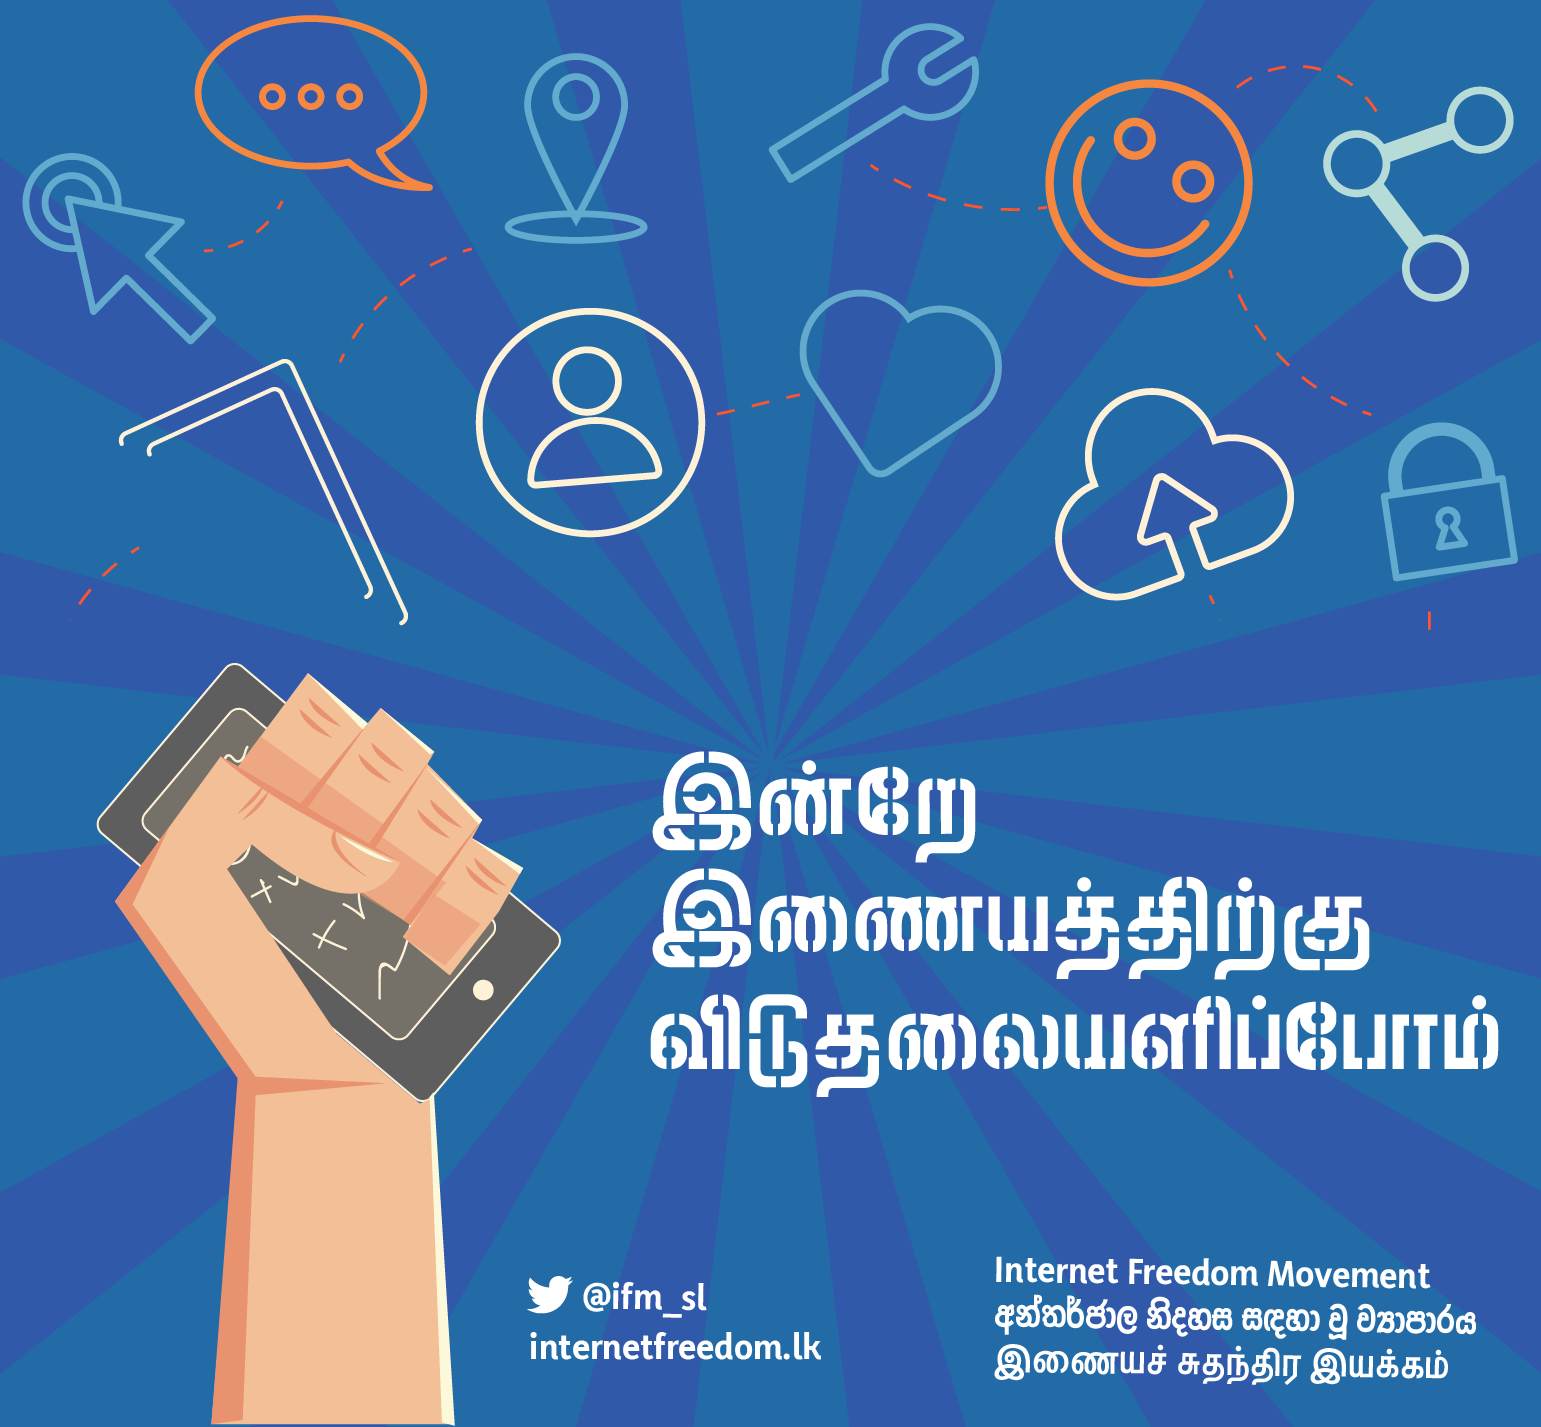 இன்றே
இணையத்திற்கு
விடுதலையளிப்போம்
@ifm_sl
internetfreedom.lk
Internet Freedom Movement
අන්තර්ජාල නිදහස සඳහා වූ ව්‍යාපාරය
இணையச் சுதந்திர இயக்கம்